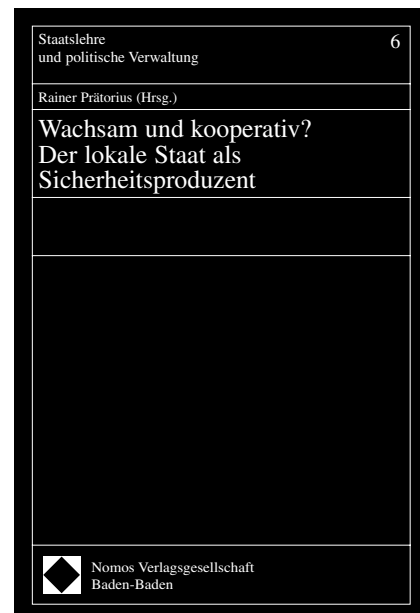 Staatslehre
und politische Verwaltung
6
Rainer Prätorius (Hrsg.)
Wachsam und kooperativ?
Der lokale Staat als
Sicherheitsproduzent
Nomos Verlagsgesellschaft
Baden-Baden